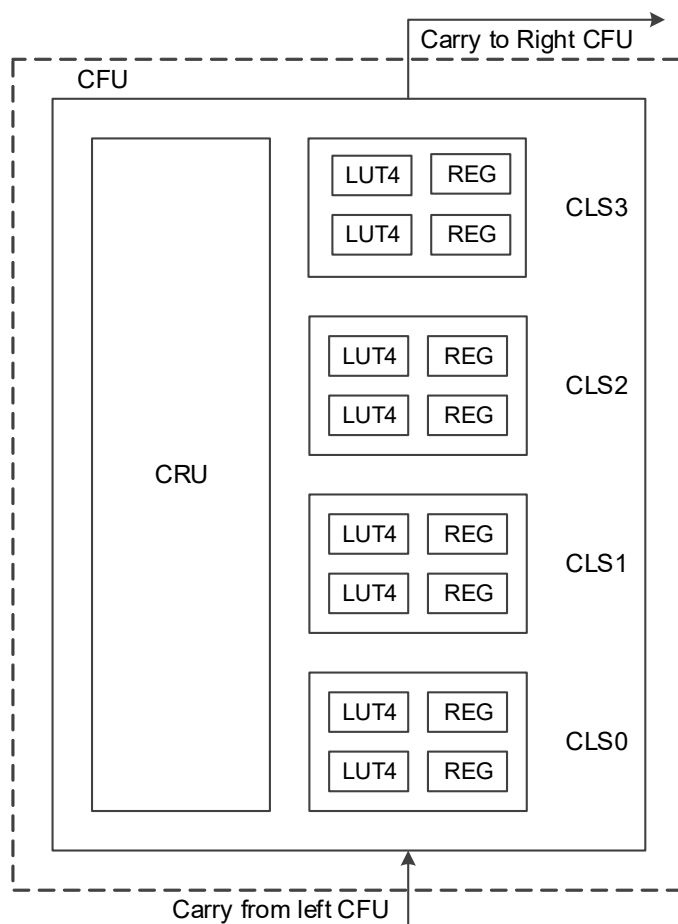 Carry to Right CFU
CFU
LUT4 REG
LUT4 REG
CLS3
LUT4 REG
LUT4 REG
CLS2
CRU
LUT4 REG
LUT4 REG
CLS1
LUT4 REG
LUT4 REG
CLS0
Carry from left CFU